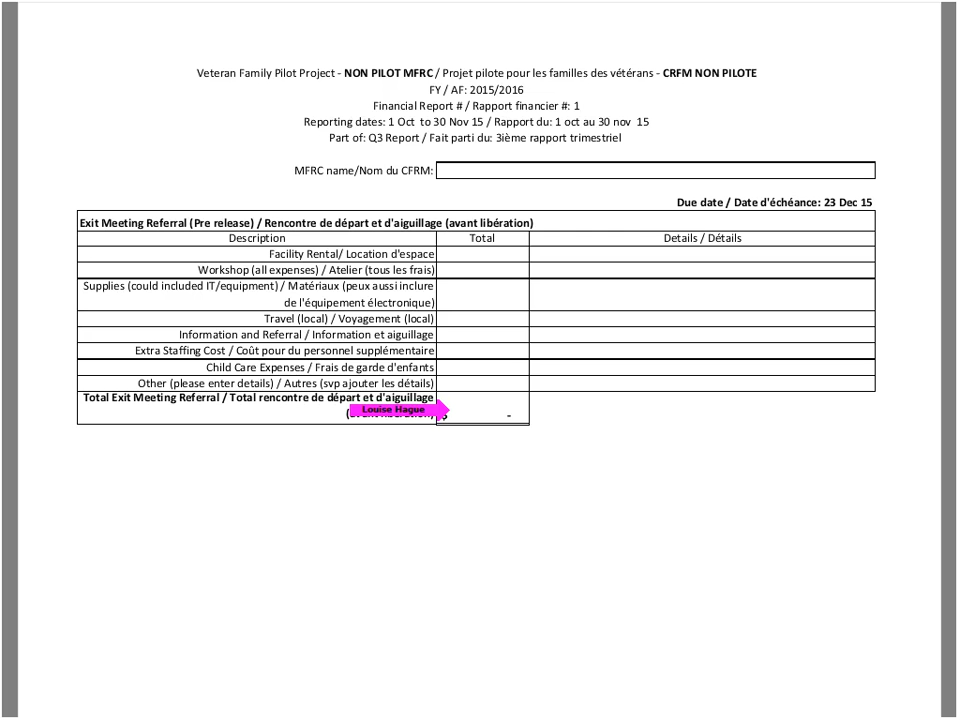 Veteran Family Pilot Project - NON PILOT MFRC / Projet pilote pour les familles des vétérans - CRFM NON PILOTE
FY / AF: 2015/2016
Financial Report # / Rapport financier #: 1
Reporting dates: 1 Oct to 30 Nov 15 / Rapport du: 1 oct au 30 nov 15
Part of: Q3 Report / Fait parti du: 3ième rapport trimestriel
MFRC name/Nom du CFRM:
Due date / Date d'échéance: 23 Dec 15
Exit Meeting Referral (Pre release) / Rencontre de départ et d'aiguillage (avant libération)
Description Total Details / Détails
Facility Rental/ Location d'espace
Workshop (all expenses) / Atelier (tous les frais)
Supplies (could included IT/equipment) / Matériaux (peux aussi inclure
de l'équipement électronique)
Travel (local) / Voyagement (local)
Information and Referral / Information et aiguillage
Extra Staffing Cost / Coût pour du personnel supplémentaire
Child Care Expenses / Frais de garde d'enfants
Other (please enter details) / Autres (svp ajouter les détails)
Total Exit Meeting Referral / Total rencontre de départ et d'aiguillage
Louise Hague $ -